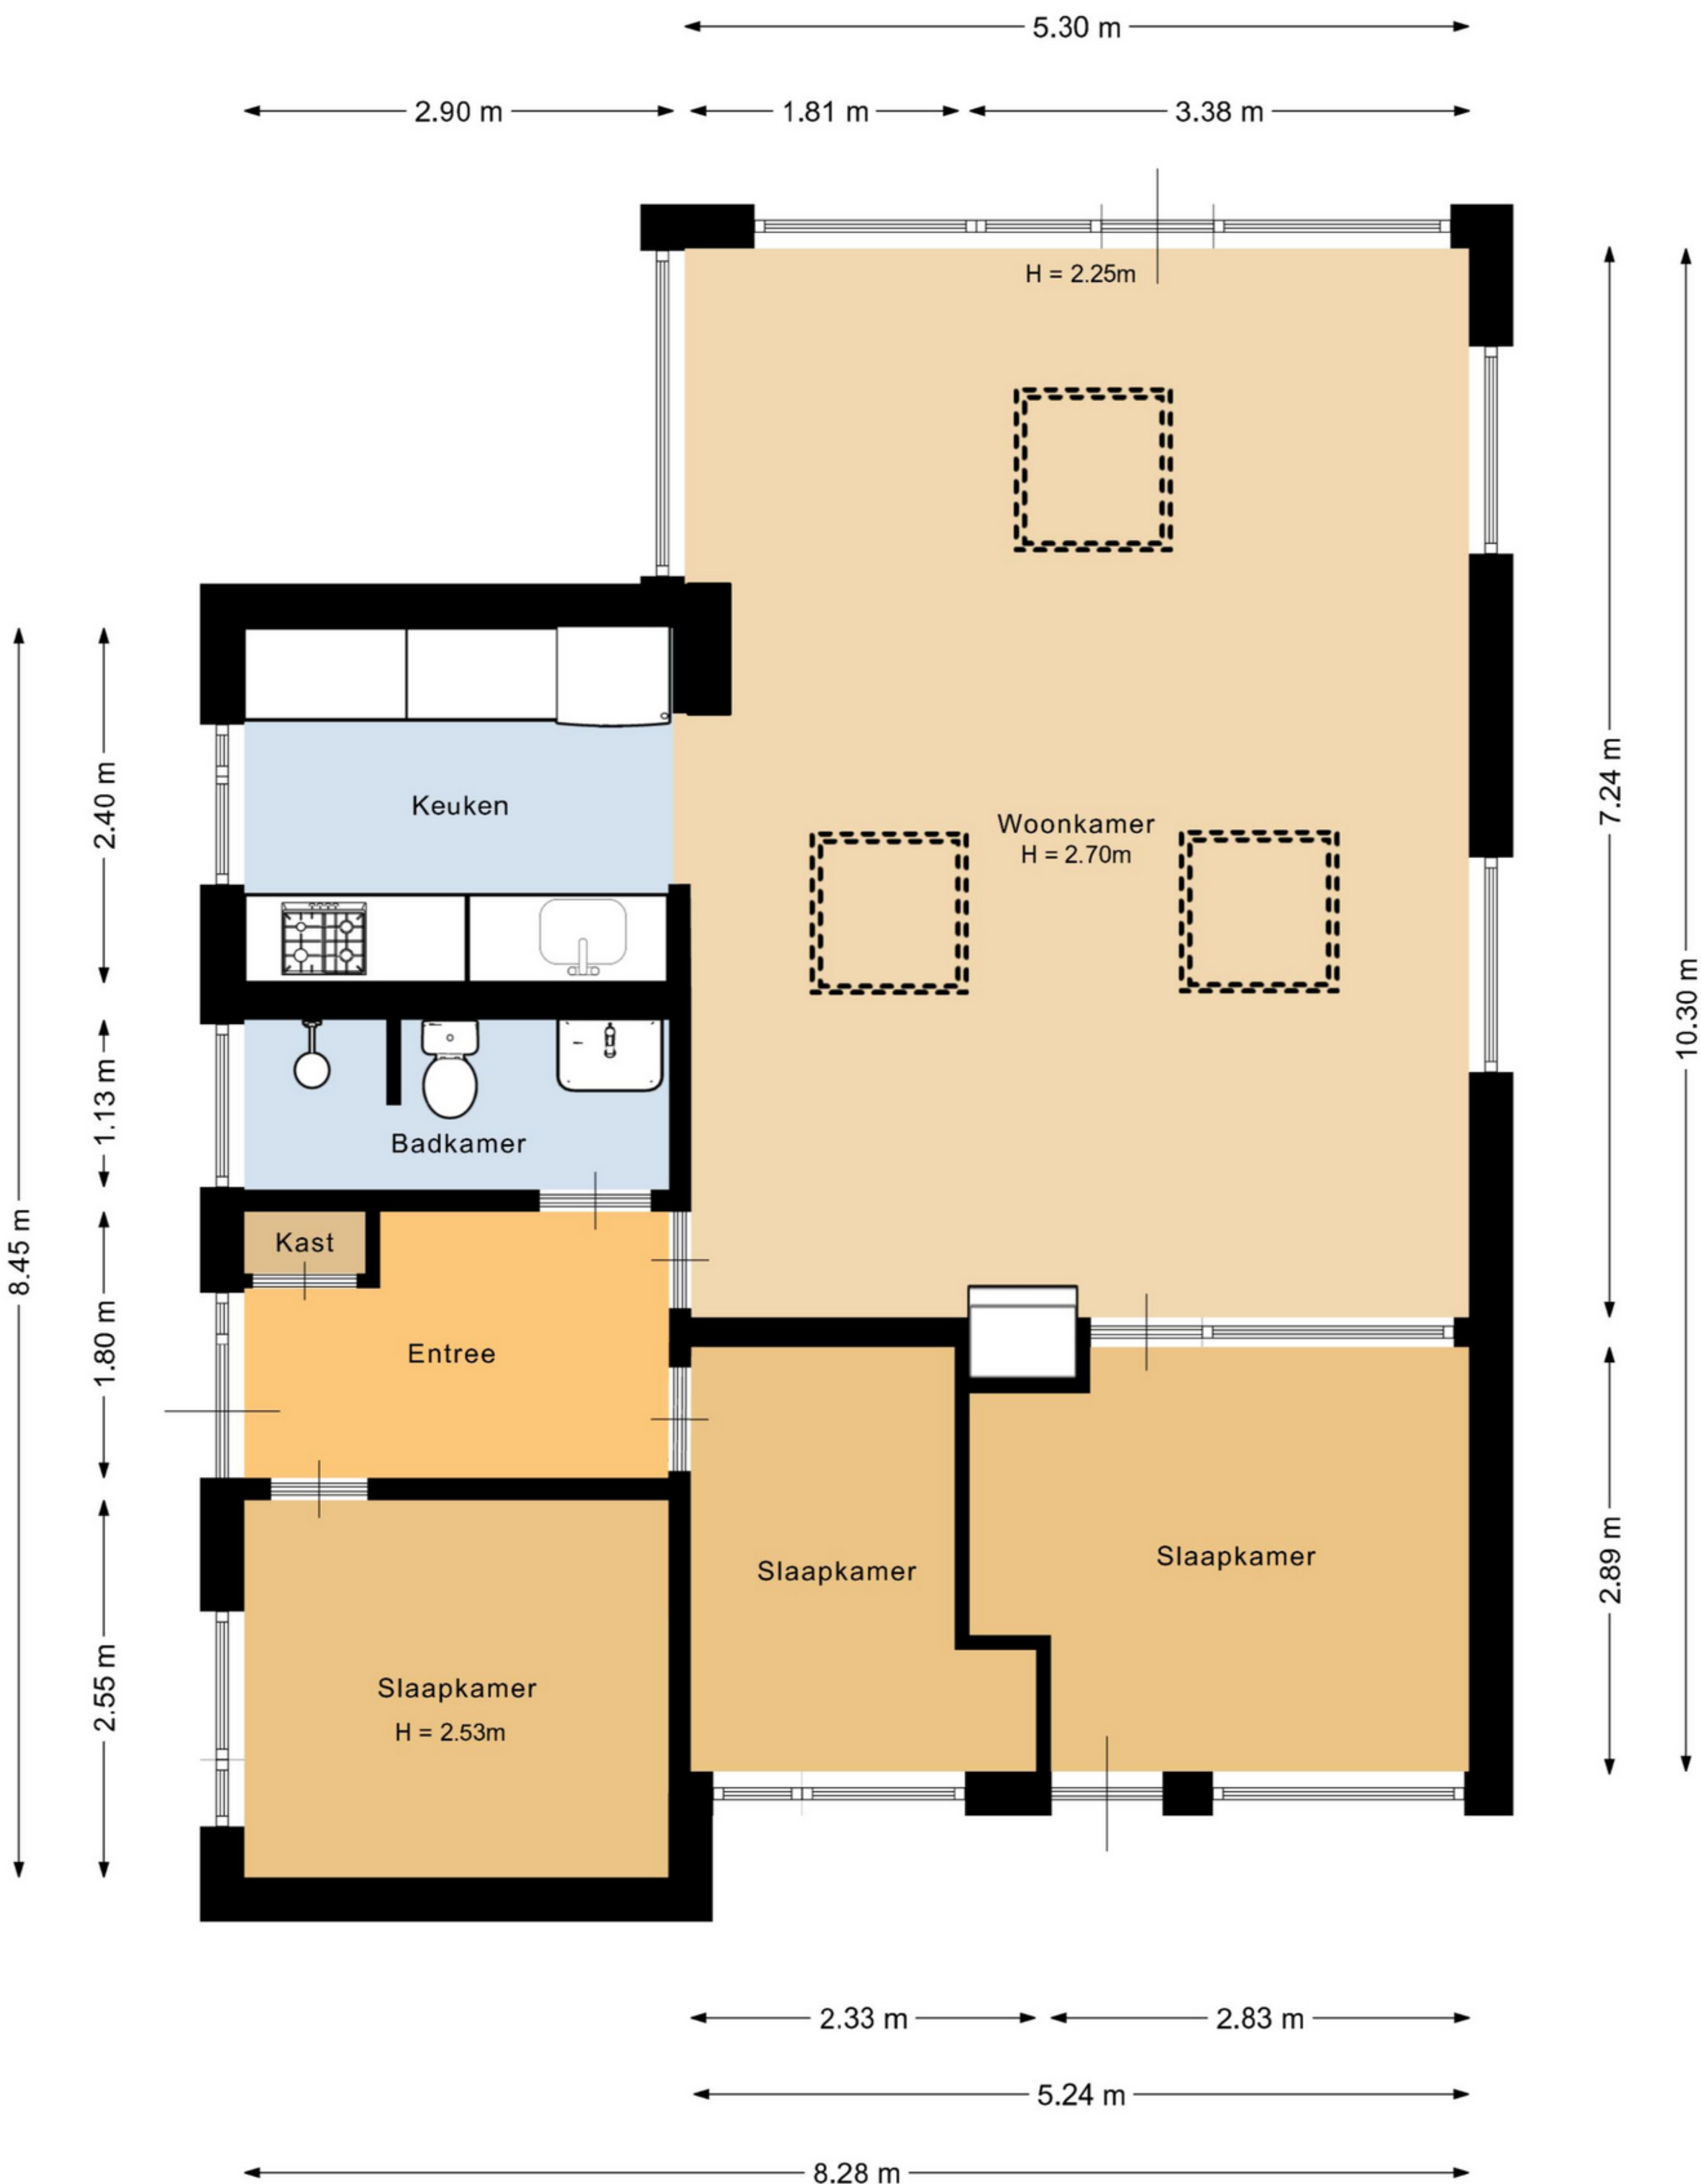 5.30 m
2.90 m
1.81 m
3.38 m
H = 2.25m
7.24 m
10.30 m
2.40 m
Keuken
Woonkamer
H = 2.70m
1.13 m
Badkamer
8.45 m
Kast
1.80 m
Entree
2.89 m
Slaapkamer
Slaapkamer
2.55 m
Slaapkamer
H = 2.53m
2.33 m
2.83 m
5.24 m
8.28 m